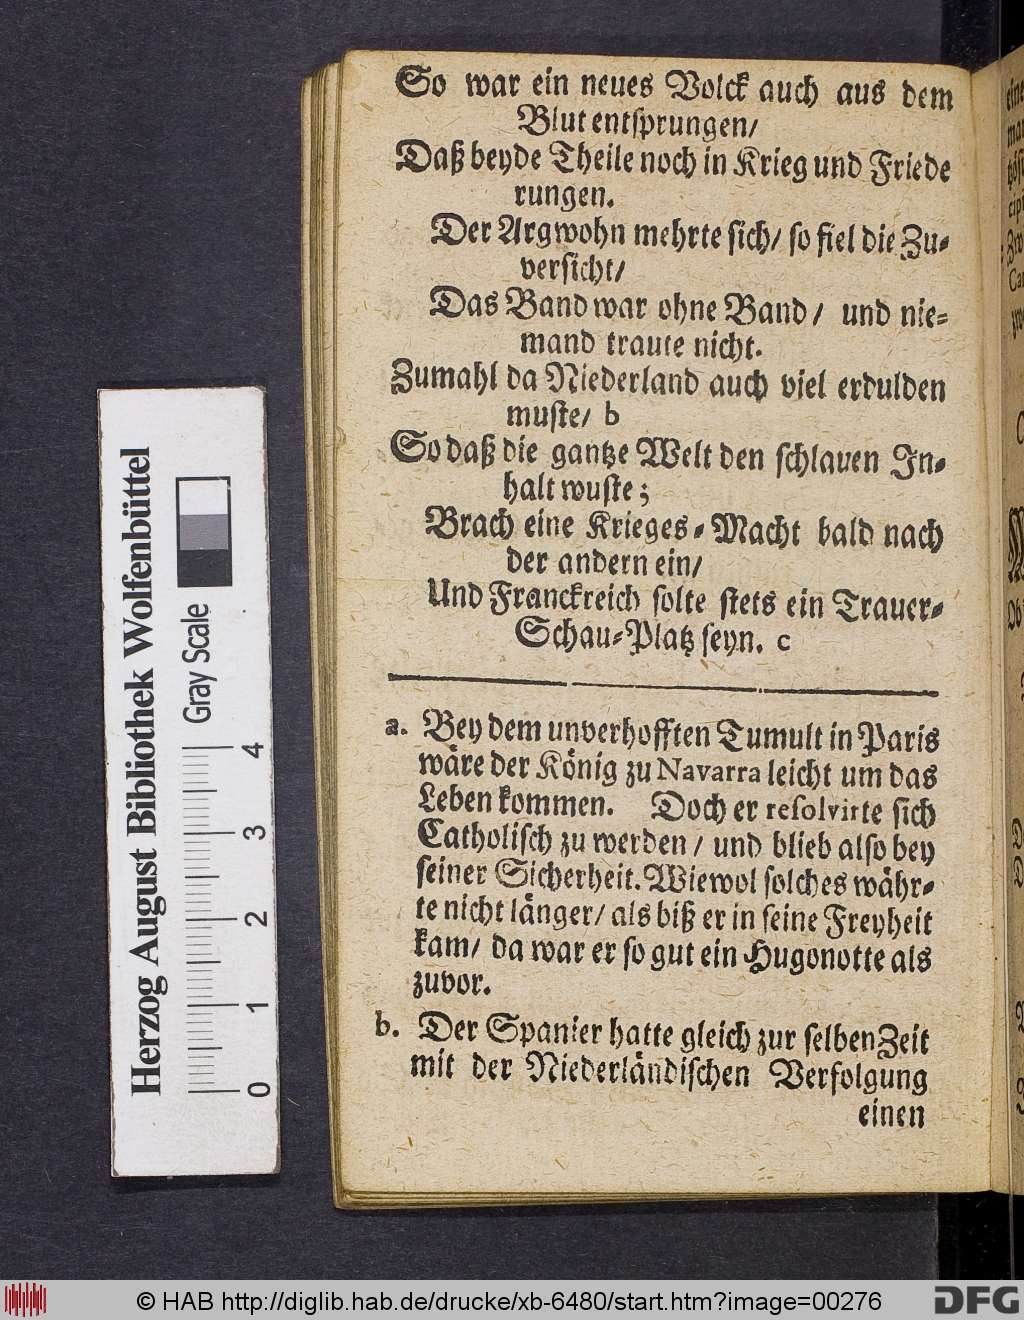 So war ein neues Volck auch aus dem
Blut entsprungen/
Daß beyde Theile noch in Krieg und Friede
rungen.
Der Argwohn mehrte sich/ so fiel die Zu-
versicht/
Das Band war ohne Band/ und nie-
mand traute nicht.
Zumahl da Niederland auch viel erdulden
muste/ b
So daß die gantze Welt den schlauen In-
halt wuste;
Brach eine Krieges-Macht bald nach
der andern ein/
Und Franckreich solte stets ein Trauer-
Schau-Platz seyn. c
a. Bey dem unverhofften Tumult in Paris
wäre der König zu Navarra leicht um das
Leben kommen. Doch er resolvirte sich
Catholisch zu werden/ und blieb also bey
seiner Sicherheit. Wiewol solches währ-
te nicht länger/ als biß er in seine Freyheit
kam/ da war er so gut ein Hugonotte als
zuvor.
b. Der Spanier hatte gleich zur selben Zeit
mit der Niederländischen Verfolgung
einen
Herzog August Bibliothek Wolfenbüttel
Gray Scale
0 1 2 3 4
© HAB http://diglib.hab.de/drucke/xb-6480/start.htm?image=00276
DFG